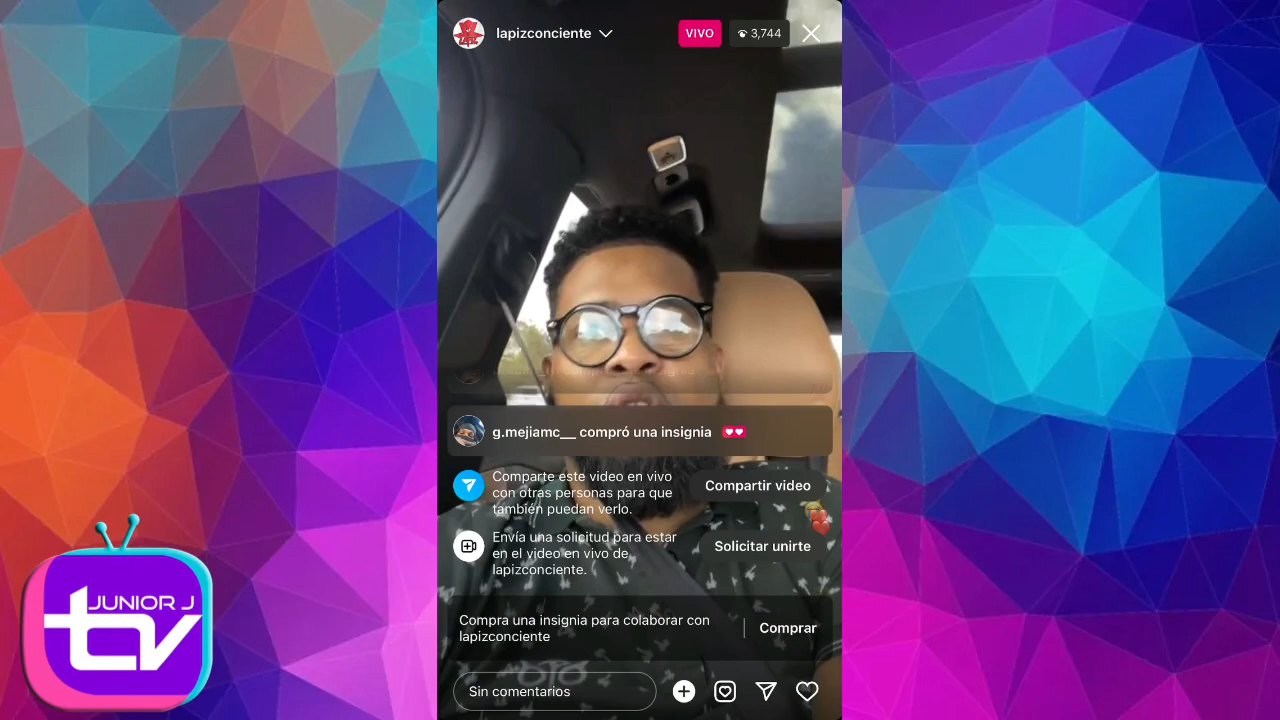 lapizconciente
VIVO
3,744
g.mejiamc__ compró una insignia
Comparte este video en vivo
con otras personas para que
también puedan verlo.
Compartir video
Envía una solicitud para estar
en el video en vivo de
lapizconciente.
Solicitar unirte
Compra una insignia para colaborar con
lapizconciente
Comprar
Sin comentarios
JUNIOR J
tv